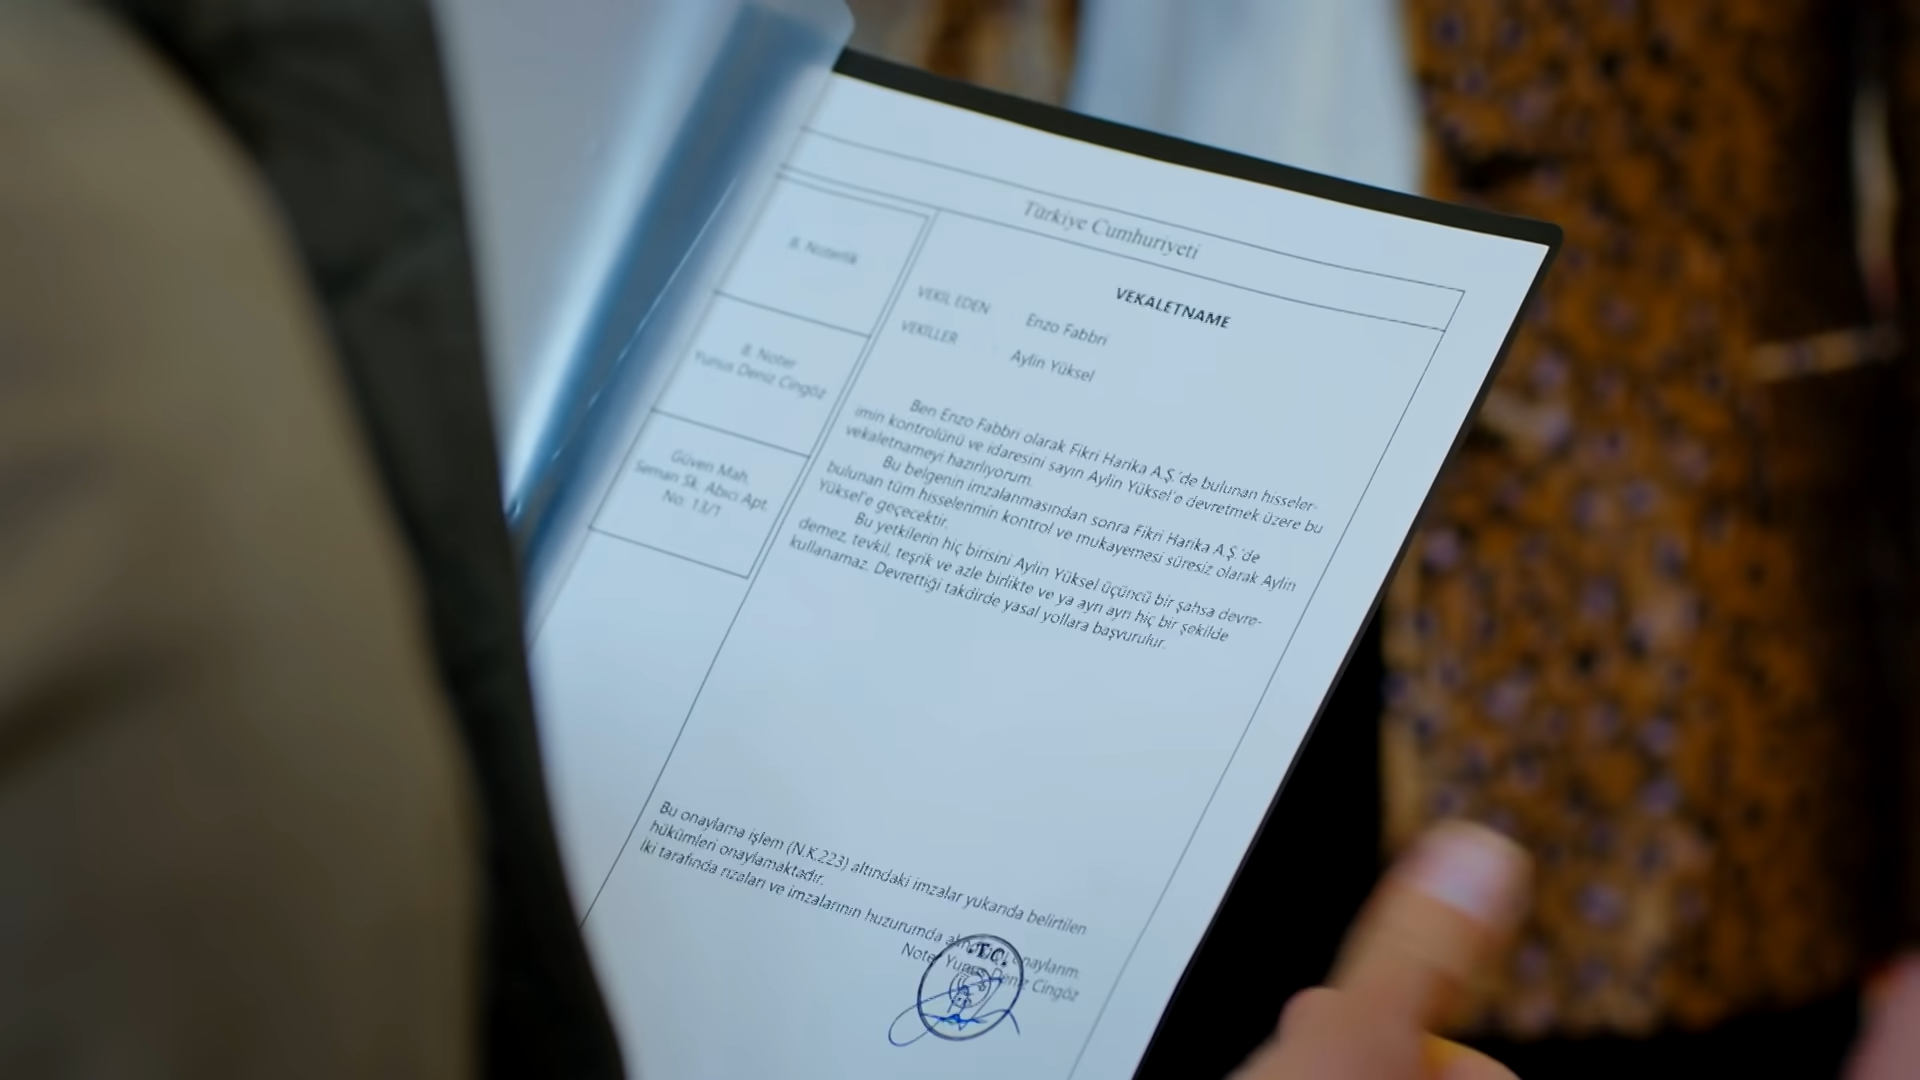 Türkiye Cumhuriyeti
8. Noterlik
8. Noter
Yunus Deniz Cingöz
Güven Mah.
Seman Sk. Abıcı Apt.
No: 13/1
VEKALETNAME
VEKİL EDEN Enzo Fabbri
VEKİLLER Aylin Yüksel
Ben Enzo Fabbri olarak Fikri Harika A.Ş.'de bulunan hisseler-
imin kontrolünü ve idaresini sayın Aylin Yüksel'e devretmek üzere bu
vekaletnameyi hazırlıyorum.
Bu belgenin imzalanmasından sonra Fikri Harika A.Ş.'de
bulunan tüm hisselerimin kontrol ve mukayemesi süresiz olarak Aylin
Yüksel'e geçecektir.
Bu yetkilerin hiç birisini Aylin Yüksel üçüncü bir şahsa devre-
demez, tevkil, teşrik ve azle birlikte ve ya ayrı ayrı hiç bir şekilde
kullanamaz. Devrettiği takdirde yasal yollara başvurulur.
Bu onaylama işlem (N.K.223) altındaki imzalar yukarıda belirtilen
hükümleri onaylamaktadır.
İki tarafında rızaları ve imzalarının huzurumda onaylarım.
Noter Yunus Deniz Cingöz
T.C.